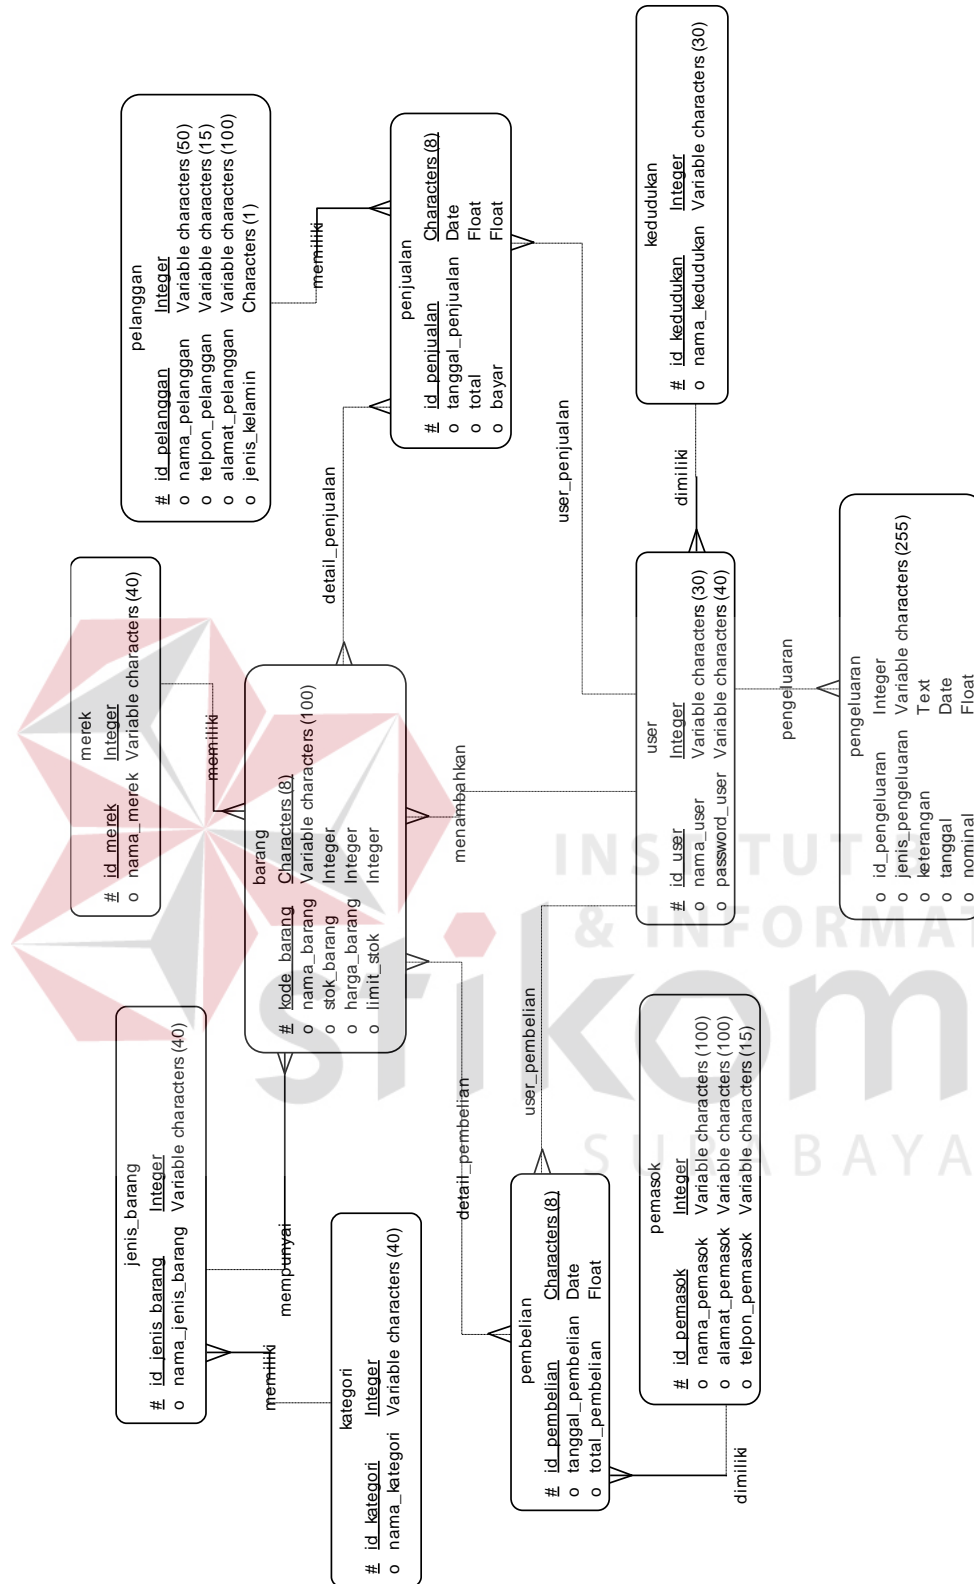 kategori
# id_kategori Integer
o nama_kategori Variable characters (40)
memiliki
jenis_barang
# id_jenis_barang Integer
o nama_jenis_barang Variable characters (40)
mempunyai
merek
# id_merek Integer
o nama_merek Variable characters (40)
memiliki
pelanggan
# id_pelanggan Integer
o nama_pelanggan Variable characters (50)
o telpon_pelanggan Variable characters (15)
o alamat_pelanggan Variable characters (100)
o jenis_kelamin Characters (1)
memiliki
barang
# kode_barang Characters (8)
o nama_barang Variable characters (100)
o stok_barang Integer
o harga_barang Integer
o limit_stok Integer
detail_penjualan
penjualan
# id_penjualan Characters (8)
o tanggal_penjualan Date
o total Float
o bayar Float
detail_pembelian
menambahkan
user_pembelian
user_penjualan
pembelian
# id_pembelian Characters (8)
o tanggal_pembelian Date
o total_pembelian Float
dimiliki
pemasok
# id_pemasok Integer
o nama_pemasok Variable characters (100)
o alamat_pemasok Variable characters (100)
o telpon_pemasok Variable characters (15)
user
# id_user Integer
o nama_user Variable characters (30)
o password_user Variable characters (40)
dimiliki
kedudukan
# id_kedudukan Integer
o nama_kedudukan Variable characters (30)
pengeluaran
pengeluaran
o id_pengeluaran Integer
o jenis_pengeluaran Variable characters (255)
o keterangan Text
o tanggal Date
o nominal Float
INSTITUT
& INFORMAT
stikom
SURABAYA